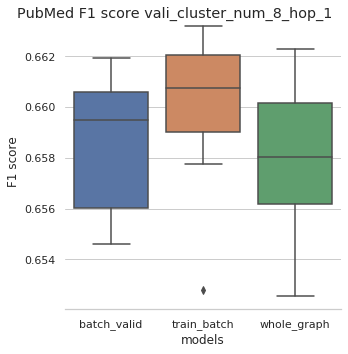 PubMed F1 score vali_cluster_num_8_hop_1
0.662
0.660
0.658
0.656
0.654
F1 score
batch_valid train_batch whole_graph
models